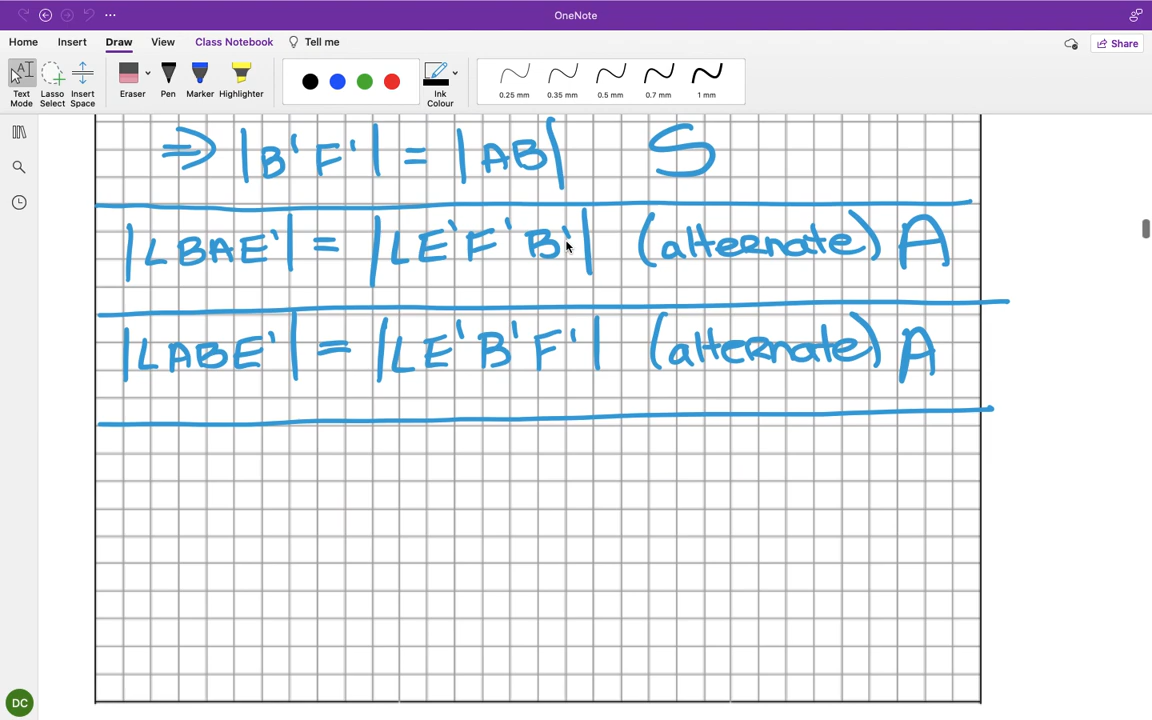 OneNote
Home Insert Draw View Class Notebook Tell me Share
Text Mode Lasso Select Insert Space Eraser Pen Marker Highlighter Ink Colour 0.25 mm 0.35 mm 0.5 mm 0.7 mm 1 mm
⇒ |B'F'| = |AB| S
|∠BAE'| = |∠E'F'B'| (alternate) A
|∠ABE'| = |∠E'B'F'| (alternate) A
DC